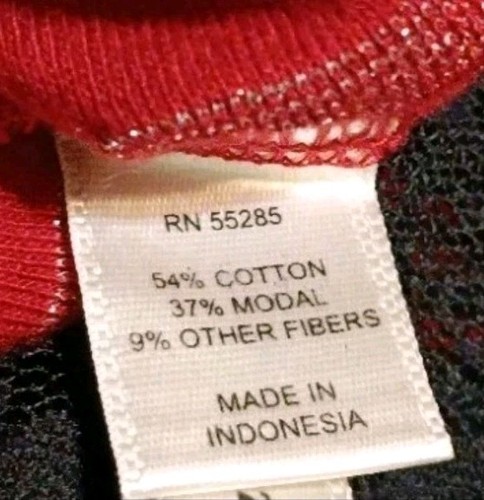 RN 55285
54% COTTON
37% MODAL
9% OTHER FIBERS
MADE IN
INDONESIA